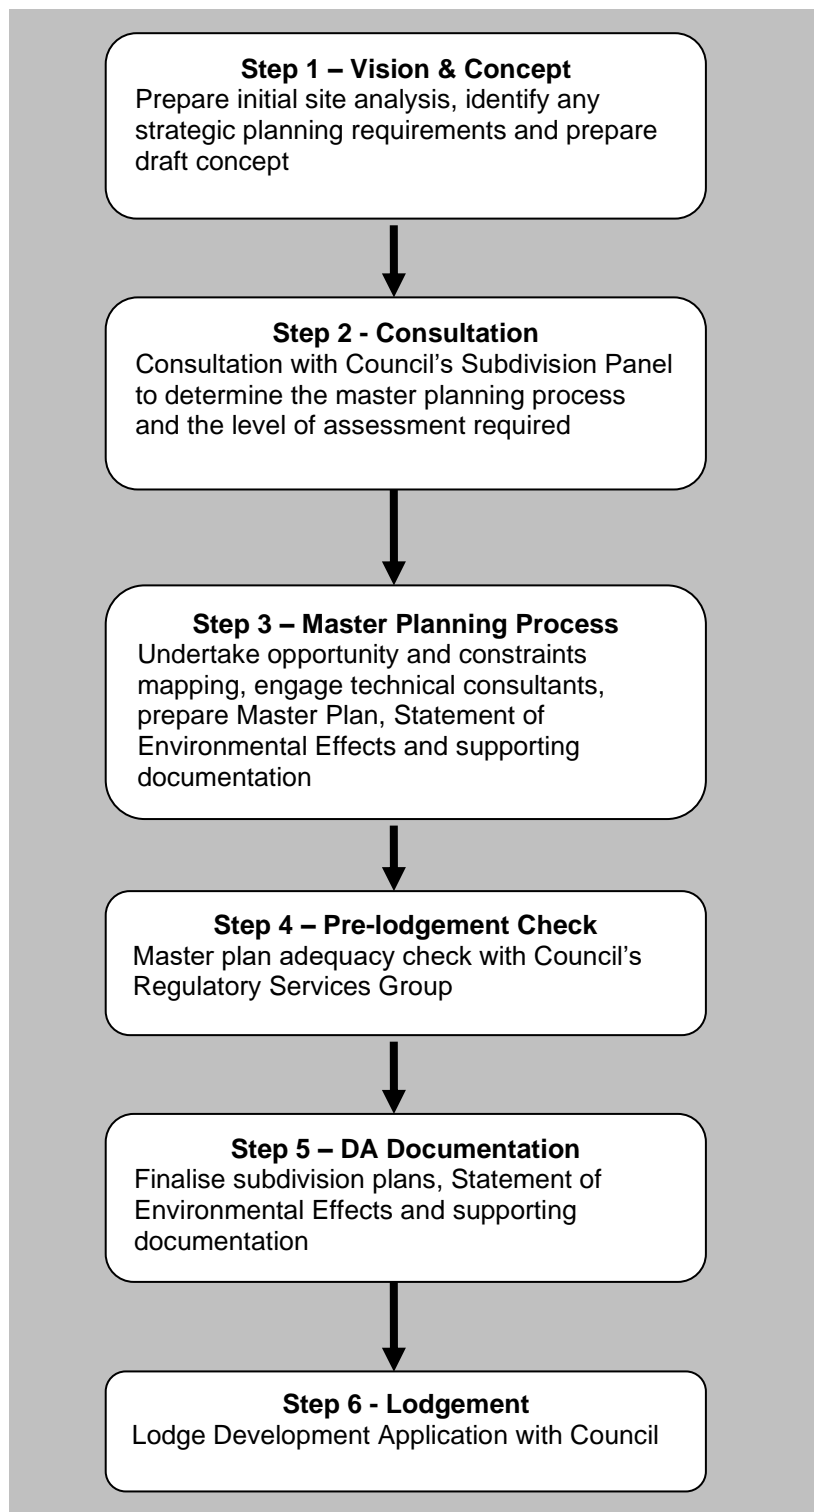 Step 1 – Vision & Concept
Prepare initial site analysis, identify any
strategic planning requirements and prepare
draft concept
Step 2 - Consultation
Consultation with Council’s Subdivision Panel
to determine the master planning process
and the level of assessment required
Step 3 – Master Planning Process
Undertake opportunity and constraints
mapping, engage technical consultants,
prepare Master Plan, Statement of
Environmental Effects and supporting
documentation
Step 4 – Pre-lodgement Check
Master plan adequacy check with Council’s
Regulatory Services Group
Step 5 – DA Documentation
Finalise subdivision plans, Statement of
Environmental Effects and supporting
documentation
Step 6 - Lodgement
Lodge Development Application with Council